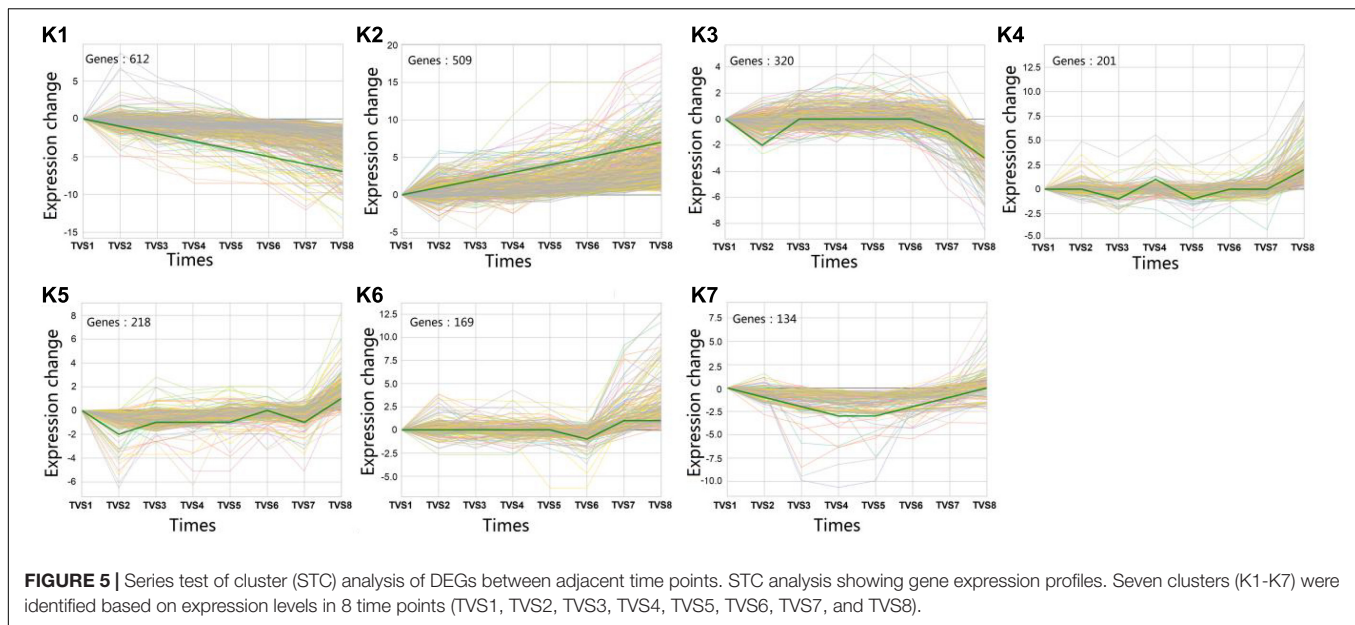 K1
Genes : 612
Expression change
5
0
-5
-10
-15
TVS1 TVS2 TVS3 TVS4 TVS5 TVS6 TVS7 TVS8
Times
K2
Genes : 509
Expression change
20
15
10
5
0
-5
TVS1 TVS2 TVS3 TVS4 TVS5 TVS6 TVS7 TVS8
Times
K3
Genes : 320
Expression change
4
2
0
-2
-4
-6
-8
TVS1 TVS2 TVS3 TVS4 TVS5 TVS6 TVS7 TVS8
Times
K4
Genes : 201
Expression change
12.5
10.0
7.5
5.0
2.5
0
-2.5
5.0
TVS1 TVS2 TVS3 TVS4 TVS5 TVS6 TVS7 TVS8
Times
K5
Genes : 218
Expression change
8
6
4
2
0
-2
-4
-6
TVS1 TVS2 TVS3 TVS4 TVS5 TVS6 TVS7 TVS8
Times
K6
Genes : 169
Expression change
12.5
10.0
7.5
5.0
2.5
0
-2.5
-5.0
TVS1 TVS2 TVS3 TVS4 TVS5 TVS6 TVS7 TVS8
Times
K7
Genes : 134
Expression change
7.5
5.0
2.5
0
-2.5
-5.0
-7.5
-10.0
TVS1 TVS2 TVS3 TVS4 TVS5 TVS6 TVS7 TVS8
Times
FIGURE 5 | Series test of cluster (STC) analysis of DEGs between adjacent time points. STC analysis showing gene expression profiles. Seven clusters (K1-K7) were
identified based on expression levels in 8 time points (TVS1, TVS2, TVS3, TVS4, TVS5, TVS6, TVS7, and TVS8).